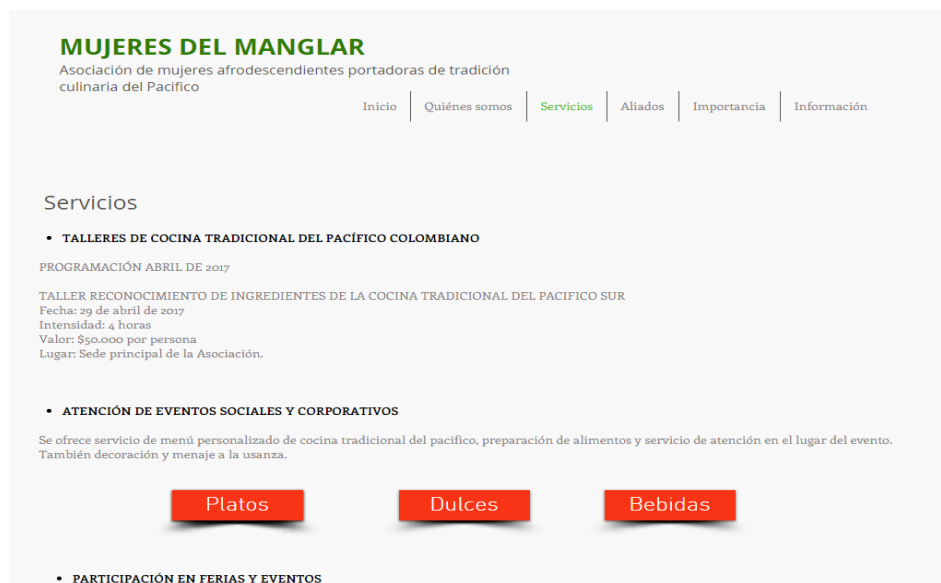 MUJERES DEL MANGLAR
Asociación de mujeres afrodescendientes portadoras de tradición
culinaria del Pacifico
Inicio Quiénes somos Servicios Aliados Importancia Información
Servicios
• TALLERES DE COCINA TRADICIONAL DEL PACÍFICO COLOMBIANO
PROGRAMACIÓN ABRIL DE 2017
TALLER RECONOCIMIENTO DE INGREDIENTES DE LA COCINA TRADICIONAL DEL PACIFICO SUR
Fecha: 29 de abril de 2017
Intensidad: 4 horas
Valor: $50.000 por persona
Lugar: Sede principal de la Asociación.
• ATENCIÓN DE EVENTOS SOCIALES Y CORPORATIVOS
Se ofrece servicio de menú personalizado de cocina tradicional del pacifico, preparación de alimentos y servicio de atención en el lugar del evento.
También decoración y menaje a la usanza.
Platos Dulces Bebidas
• PARTICIPACIÓN EN FERIAS Y EVENTOS